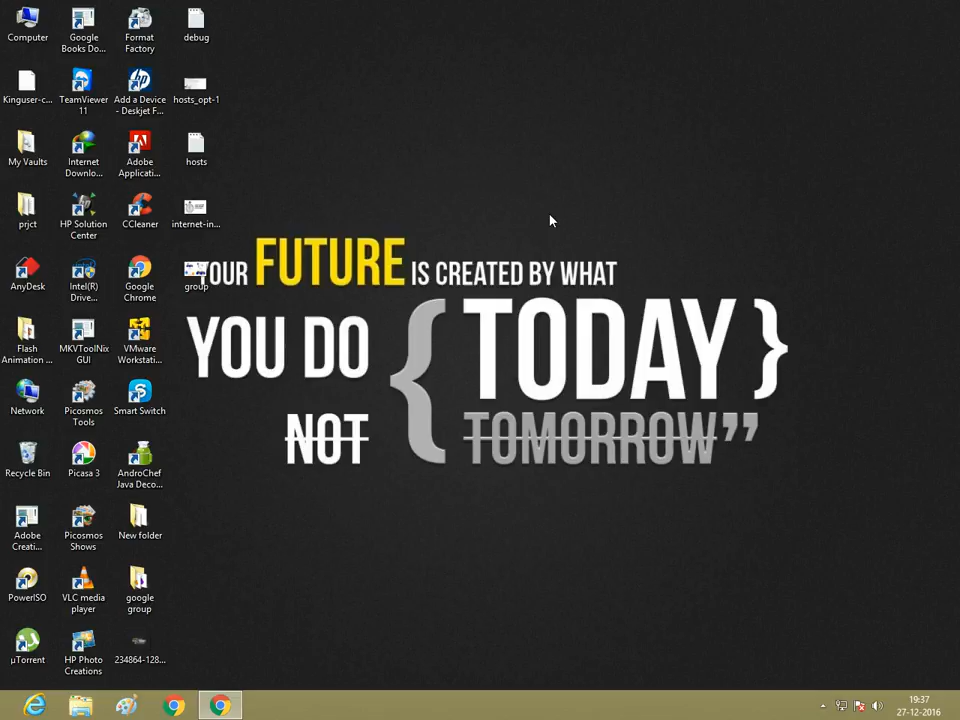 Computer
Google
Books Do...
Format
Factory
debug
Kinguser-c...
TeamViewer
11
Add a Device
- Deskjet F...
hosts_opt-1
My Vaults
Internet
Downlo...
Adobe
Applicati...
hosts
prjct
HP Solution
Center
CCleaner
internet-in...
AnyDesk
Intel(R)
Drive...
Google
Chrome
group
YOUR FUTURE IS CREATED BY WHAT
YOU DO { TODAY }
NOT TOMORROW”
Flash
Animation ...
MKVToolNix
GUI
VMware
Workstati...
Network
Picosmos
Tools
Smart Switch
Recycle Bin
Picasa 3
AndroChef
Java Deco...
Adobe
Creati...
Picosmos
Shows
New folder
PowerISO
VLC media
player
google
group
µTorrent
HP Photo
Creations
234864-128...
19:37
27-12-2016